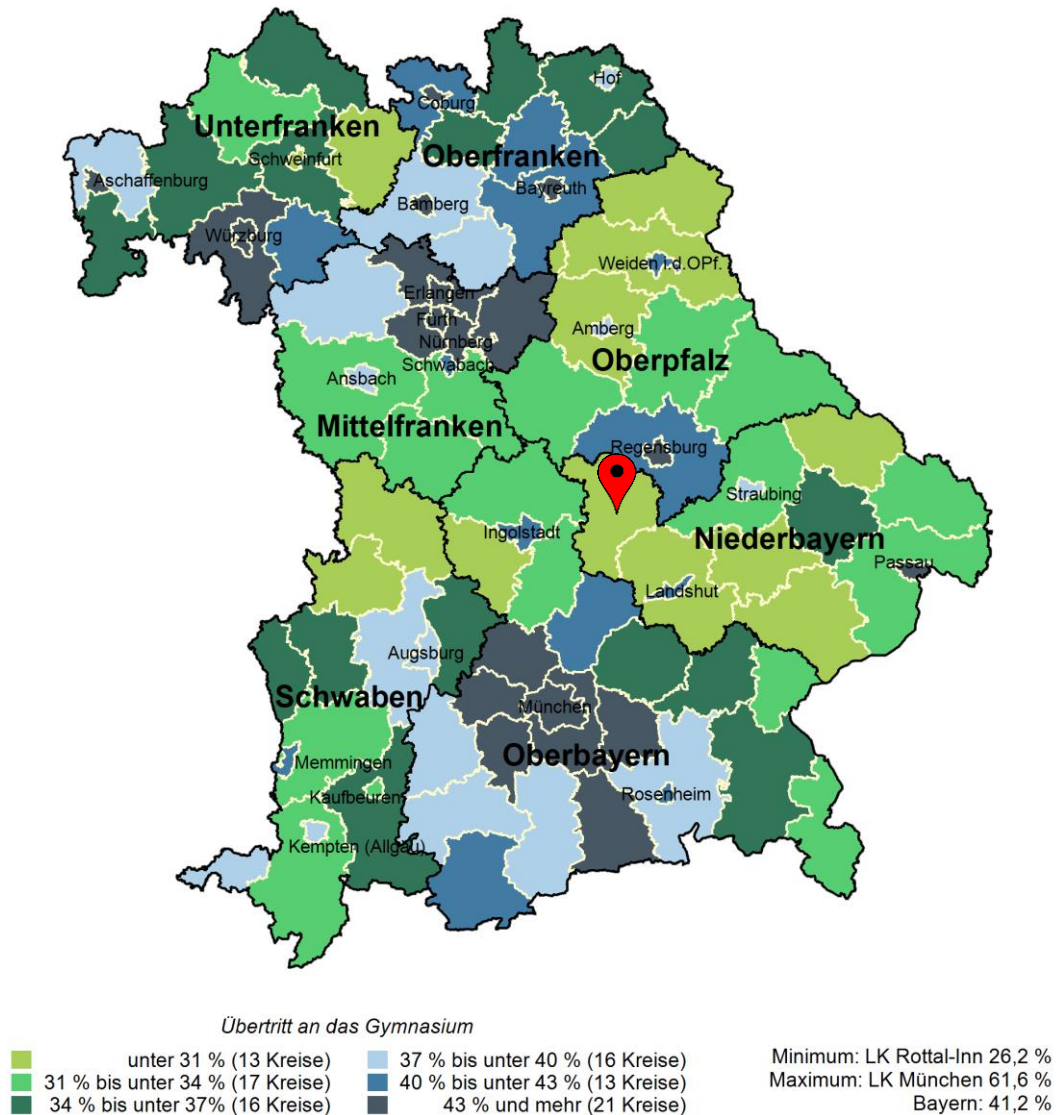 Hof
Coburg
Unterfranken
Oberfranken
Schweinfurt
Aschaffenburg
Bayreuth
Bamberg
Würzburg
Weiden i.d.OPf.
Erlangen
Fürth
Amberg
Nürnberg
Oberpfalz
Schwabach
Ansbach
Mittelfranken
Regensburg
Straubing
Ingolstadt
Niederbayern
Passau
Landshut
Augsburg
Schwaben
München
Oberbayern
Memmingen
Rosenheim
Kaufbeuren
Kempten (Allgäu)
Übertritt an das Gymnasium
unter 31 % (13 Kreise)
31 % bis unter 34 % (17 Kreise)
34 % bis unter 37% (16 Kreise)
37 % bis unter 40 % (16 Kreise)
40 % bis unter 43 % (13 Kreise)
43 % und mehr (21 Kreise)
Minimum: LK Rottal-Inn 26,2 %
Maximum: LK München 61,6 %
Bayern: 41,2 %